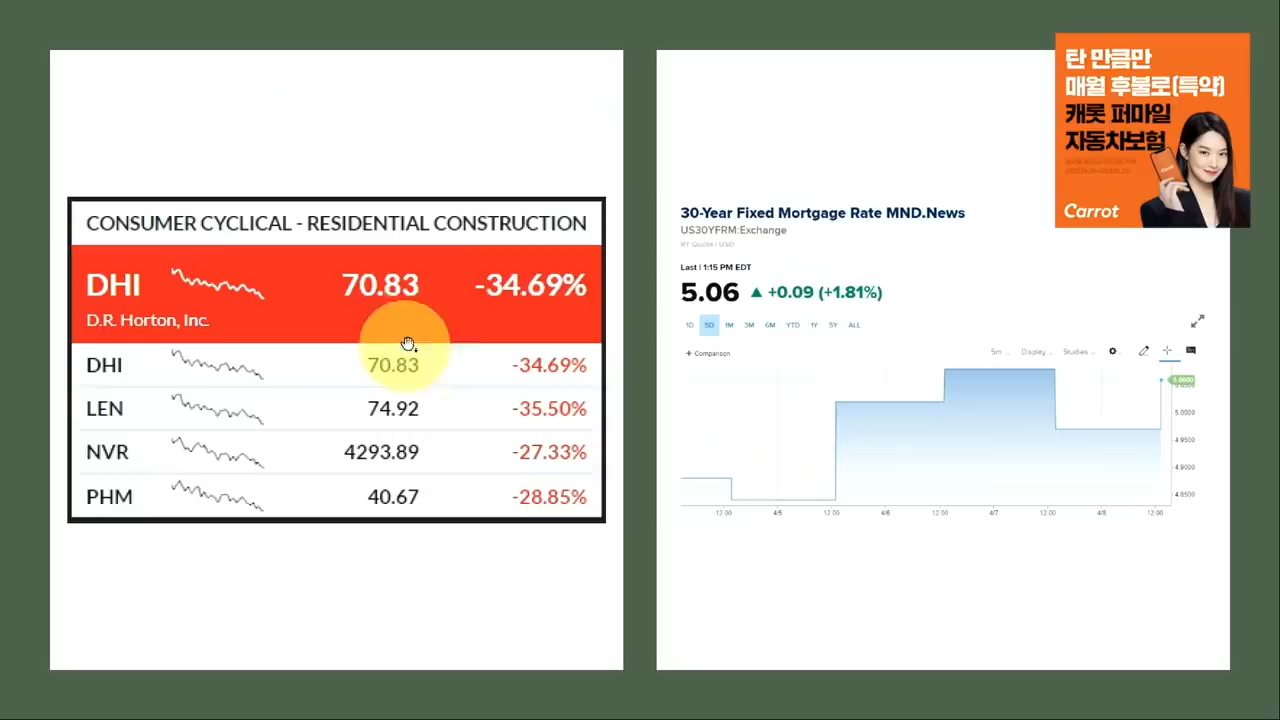 CONSUMER CYCLICAL - RESIDENTIAL CONSTRUCTION
DHI 70.83 -34.69%
D.R. Horton, Inc.
DHI 70.83 -34.69%
LEN 74.92 -35.50%
NVR 4293.89 -27.33%
PHM 40.67 -28.85%
30-Year Fixed Mortgage Rate MND.News
US30YFRM:Exchange
RT Quote | USD
Last | 1:15 PM EDT
5.06 ▲ +0.09 (+1.81%)
1D 5D 1M 3M 6M YTD 1Y 5Y ALL
+ Comparison 5m Display Studies
5.0000
4.9500
4.9000
4.8500
12:00 4/5 12:00 4/6 12:00 4/7 12:00 4/8 12:00
탄 만큼만
매월 후불로(특약)
캐롯 퍼마일
자동차보험
Carrot